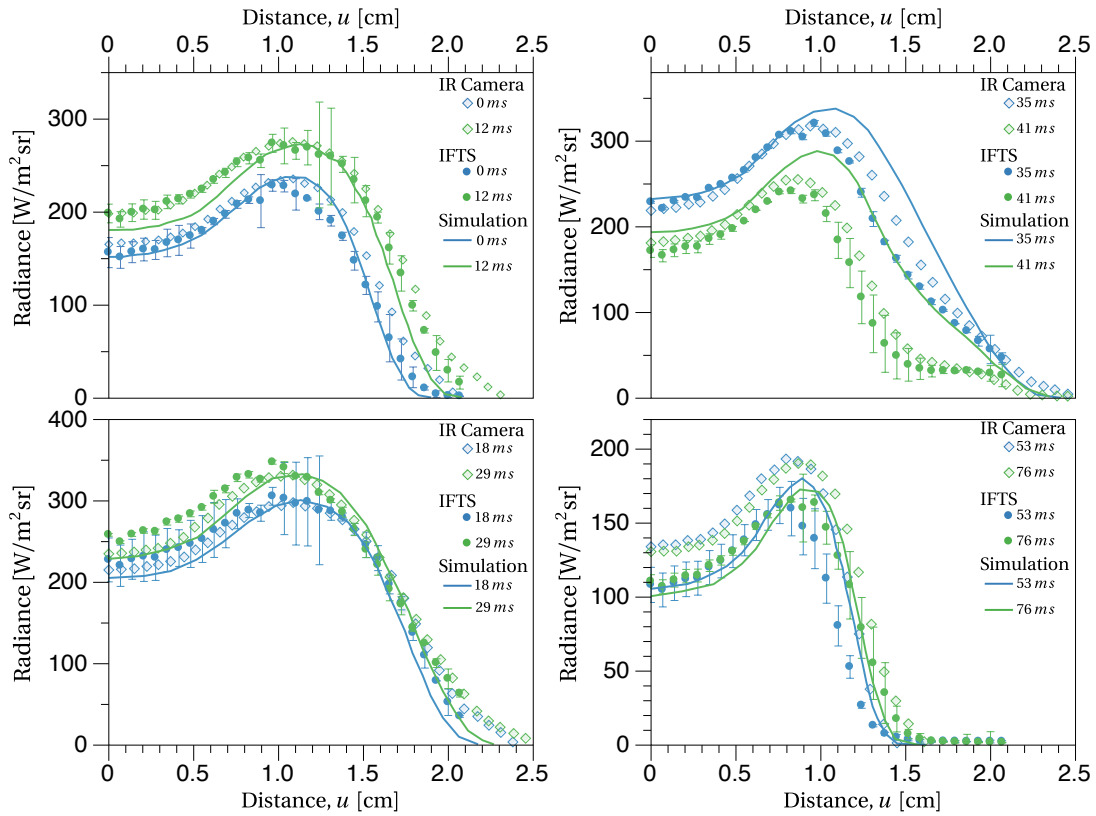 Distance, u [cm]
0 0.5 1.0 1.5 2.0 2.5
Radiance [W/m²sr]
300
200
100
0
IR Camera
0 ms
12 ms
IFTS
0 ms
12 ms
Simulation
0 ms
12 ms
Distance, u [cm]
0 0.5 1.0 1.5 2.0 2.5
Radiance [W/m²sr]
300
200
100
0
IR Camera
35 ms
41 ms
IFTS
35 ms
41 ms
Simulation
35 ms
41 ms
Radiance [W/m²sr]
400
300
200
100
0
IR Camera
18 ms
29 ms
IFTS
18 ms
29 ms
Simulation
18 ms
29 ms
0 0.5 1.0 1.5 2.0 2.5
Distance, u [cm]
Radiance [W/m²sr]
200
150
100
50
0
IR Camera
53 ms
76 ms
IFTS
53 ms
76 ms
Simulation
53 ms
76 ms
0 0.5 1.0 1.5 2.0 2.5
Distance, u [cm]